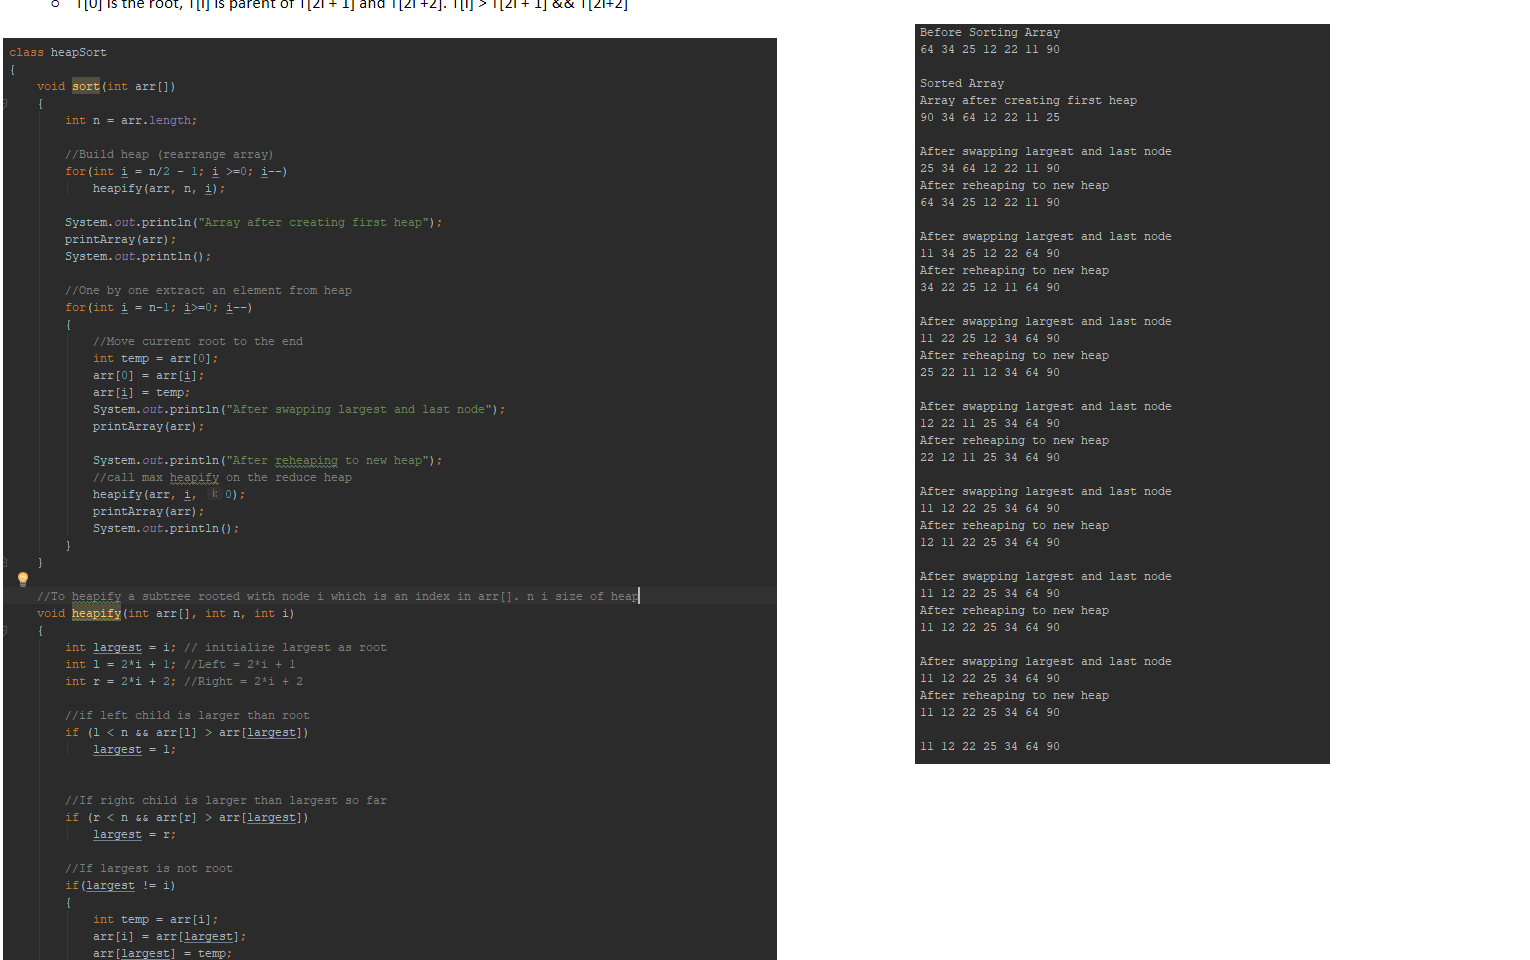 o T[0] is the root, T[i] is parent of T[2i + 1] and T[2i +2]. T[i] > T[2i + 1] && T[2i+2]
class heapSort
{
void sort(int arr[])
{
int n = arr.length;
//Build heap (rearrange array)
for(int i = n/2 - 1; i >=0; i--)
heapify(arr, n, i);
System.out.println("Array after creating first heap");
printArray(arr);
System.out.println();
//One by one extract an element from heap
for(int i = n-1; i>=0; i--)
{
//Move current root to the end
int temp = arr[0];
arr[0] = arr[i];
arr[i] = temp;
System.out.println("After swapping largest and last node");
printArray(arr);
System.out.println("After reheaping to new heap");
//call max heapify on the reduce heap
heapify(arr, i, i: 0);
printArray(arr);
System.out.println();
}
}
//To heapify a subtree rooted with node i which is an index in arr[]. n i size of heap
void heapify(int arr[], int n, int i)
{
int largest = i; // initialize largest as root
int l = 2*i + 1; //Left = 2*i + 1
int r = 2*i + 2; //Right = 2*i + 2
//if left child is larger than root
if (l < n && arr[l] > arr[largest])
largest = l;
//If right child is larger than largest so far
if (r < n && arr[r] > arr[largest])
largest = r;
//If largest is not root
if(largest != i)
{
int temp = arr[i];
arr[i] = arr[largest];
arr[largest] = temp;
Before Sorting Array
64 34 25 12 22 11 90
Sorted Array
Array after creating first heap
90 34 64 12 22 11 25
After swapping largest and last node
25 34 64 12 22 11 90
After reheaping to new heap
64 34 25 12 22 11 90
After swapping largest and last node
11 34 25 12 22 64 90
After reheaping to new heap
34 22 25 12 11 64 90
After swapping largest and last node
11 22 25 12 34 64 90
After reheaping to new heap
25 22 11 12 34 64 90
After swapping largest and last node
12 22 11 25 34 64 90
After reheaping to new heap
22 12 11 25 34 64 90
After swapping largest and last node
11 12 22 25 34 64 90
After reheaping to new heap
12 11 22 25 34 64 90
After swapping largest and last node
11 12 22 25 34 64 90
After reheaping to new heap
11 12 22 25 34 64 90
After swapping largest and last node
11 12 22 25 34 64 90
After reheaping to new heap
11 12 22 25 34 64 90
11 12 22 25 34 64 90